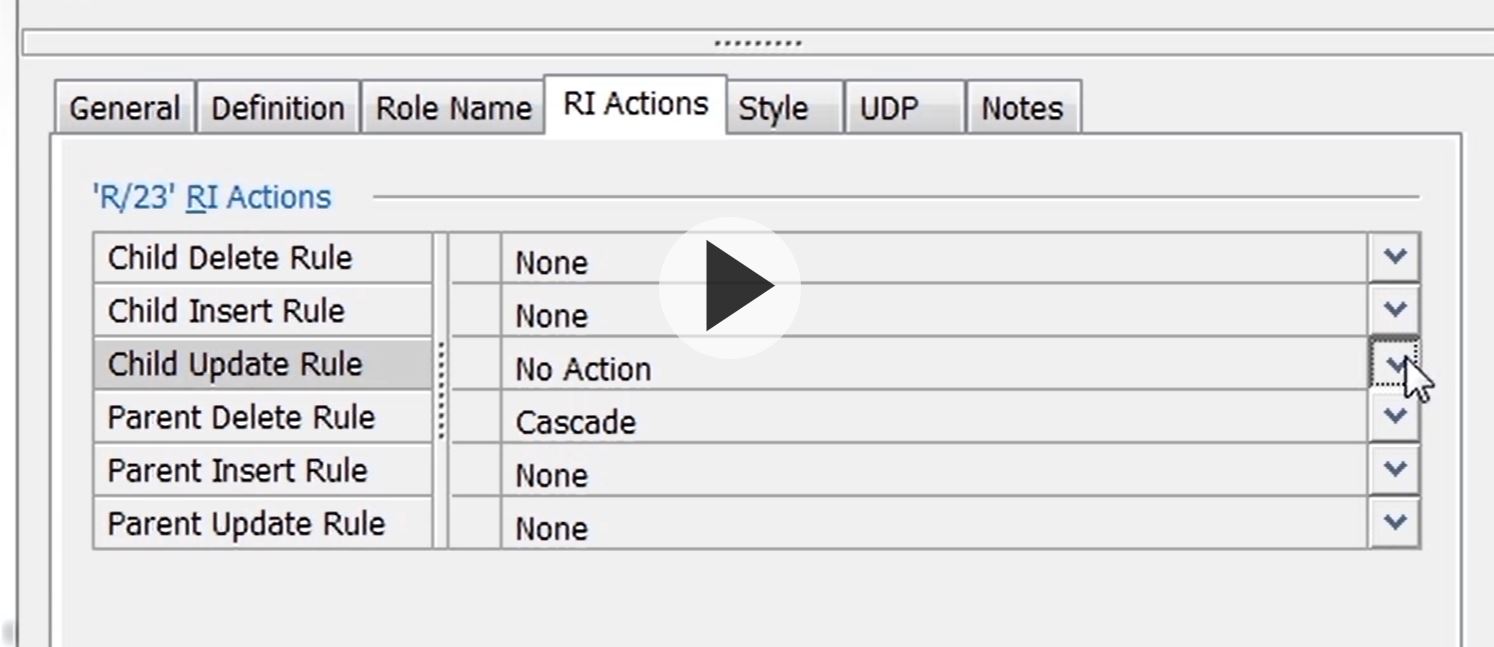 General Definition Role Name RI Actions Style UDP Notes
'R/23' RI Actions
Child Delete Rule None
Child Insert Rule None
Child Update Rule No Action
Parent Delete Rule Cascade
Parent Insert Rule None
Parent Update Rule None